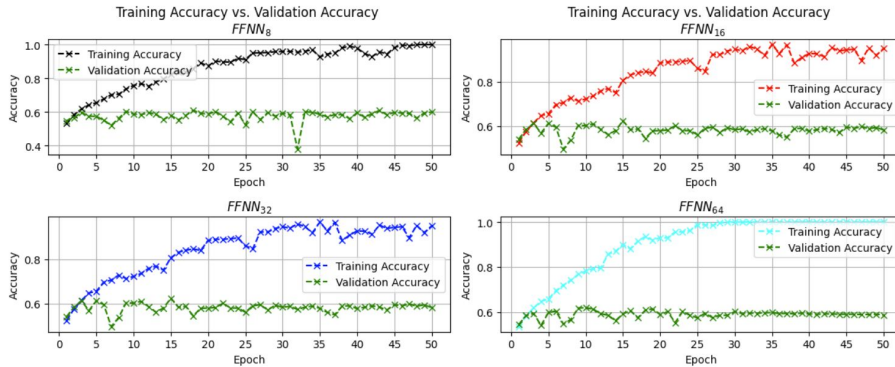 Training Accuracy vs. Validation Accuracy
FFNN8
1.0
0.8
0.6
0.4
Accuracy
Training Accuracy
Validation Accuracy
0 5 10 15 20 25 30 35 40 45 50
Epoch
Training Accuracy vs. Validation Accuracy
FFNN16
0.8
0.6
Accuracy
Training Accuracy
Validation Accuracy
0 5 10 15 20 25 30 35 40 45 50
Epoch
FFNN32
0.8
0.6
Accuracy
Training Accuracy
Validation Accuracy
0 5 10 15 20 25 30 35 40 45 50
Epoch
FFNN64
1.0
0.8
0.6
Accuracy
Training Accuracy
Validation Accuracy
0 5 10 15 20 25 30 35 40 45 50
Epoch